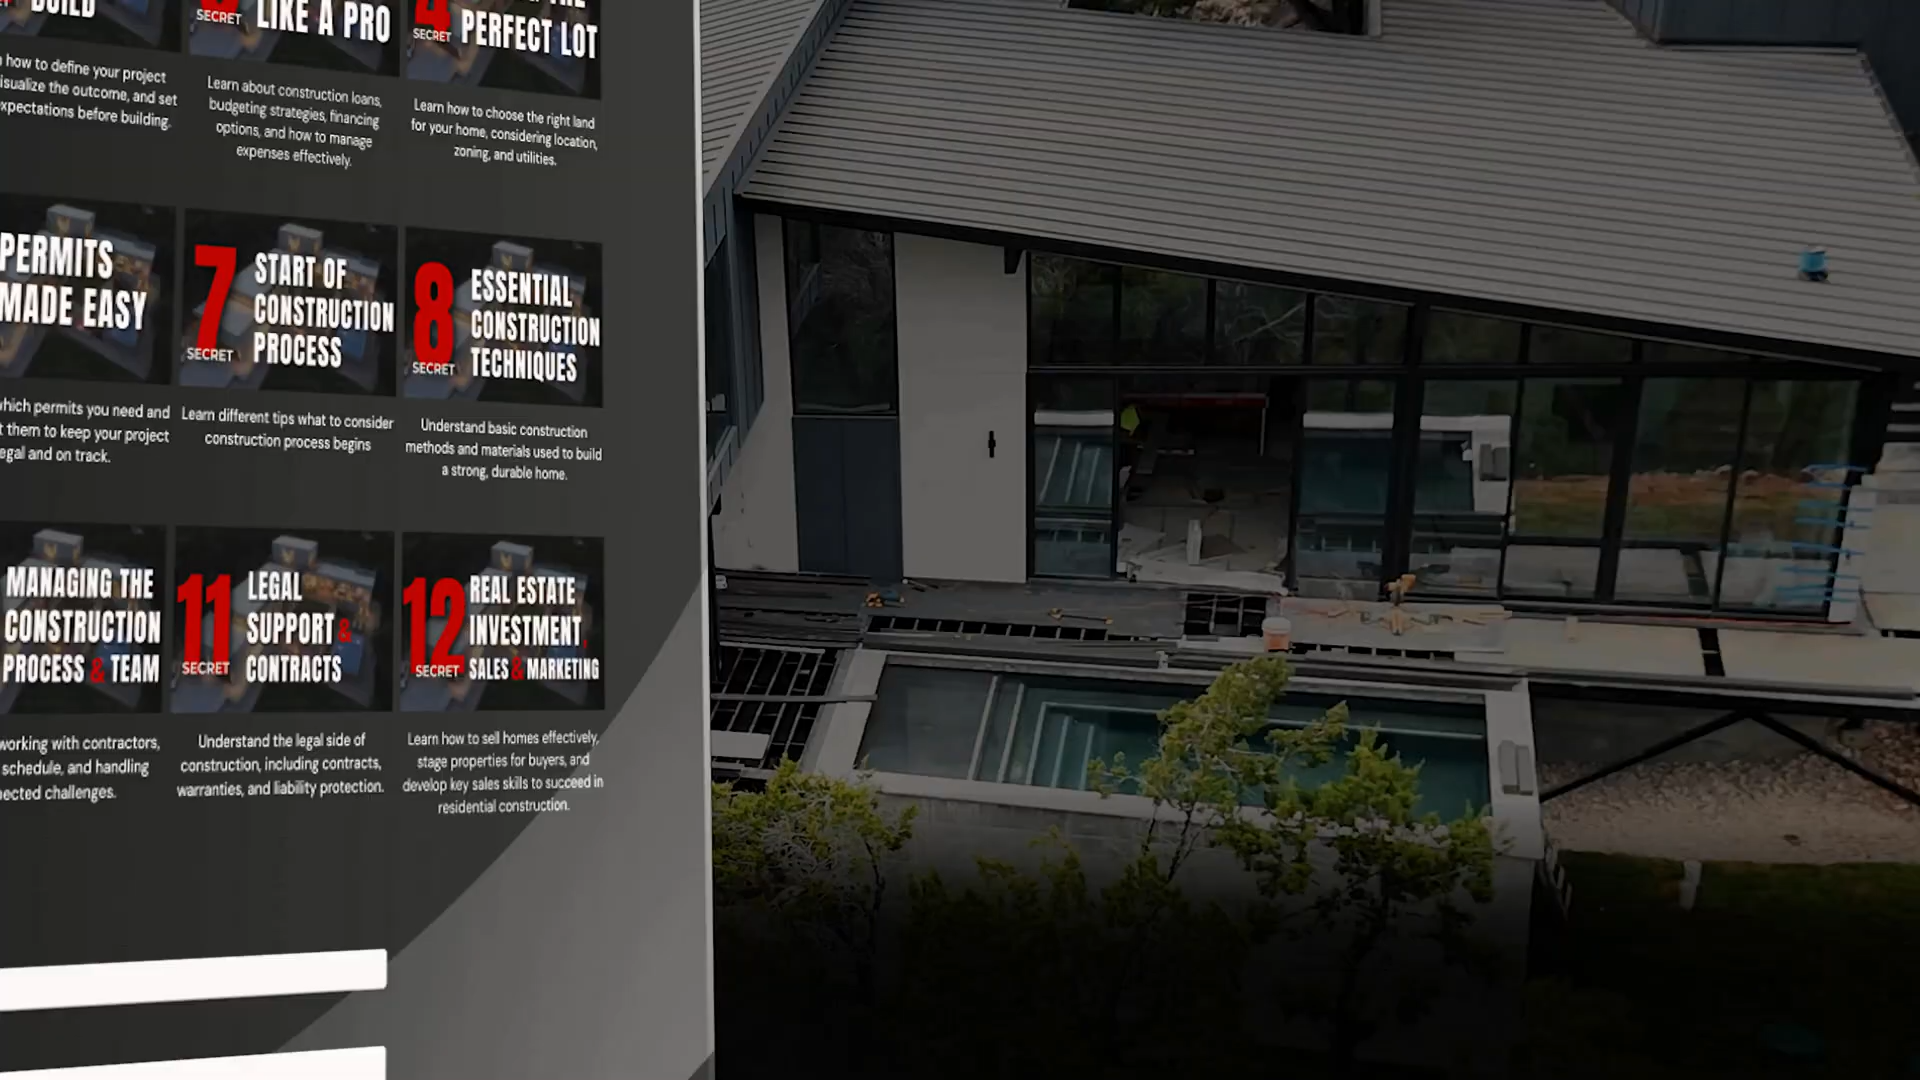 BUILD
SECRET LIKE A PRO
4
SECRET PERFECT LOT
how to define your project
visualize the outcome, and set
expectations before building.
Learn about construction loans,
budgeting strategies, financing
options, and how to manage
expenses effectively.
Learn how to choose the right land
for your home, considering location,
zoning, and utilities.
PERMITS
MADE EASY
7
SECRET
START OF
CONSTRUCTION
PROCESS
8
SECRET
ESSENTIAL
CONSTRUCTION
TECHNIQUES
which permits you need and
them to keep your project
legal and on track.
Learn different tips what to consider
construction process begins
Understand basic construction
methods and materials used to build
a strong, durable home.
MANAGING THE
CONSTRUCTION
PROCESS & TEAM
11
SECRET
LEGAL
SUPPORT &
CONTRACTS
12
SECRET
REAL ESTATE
INVESTMENT,
SALES & MARKETING
working with contractors,
schedule, and handling
challenges.
Understand the legal side of
construction, including contracts,
warranties, and liability protection.
Learn how to sell homes effectively,
stage properties for buyers, and
develop key sales skills to succeed in
residential construction.